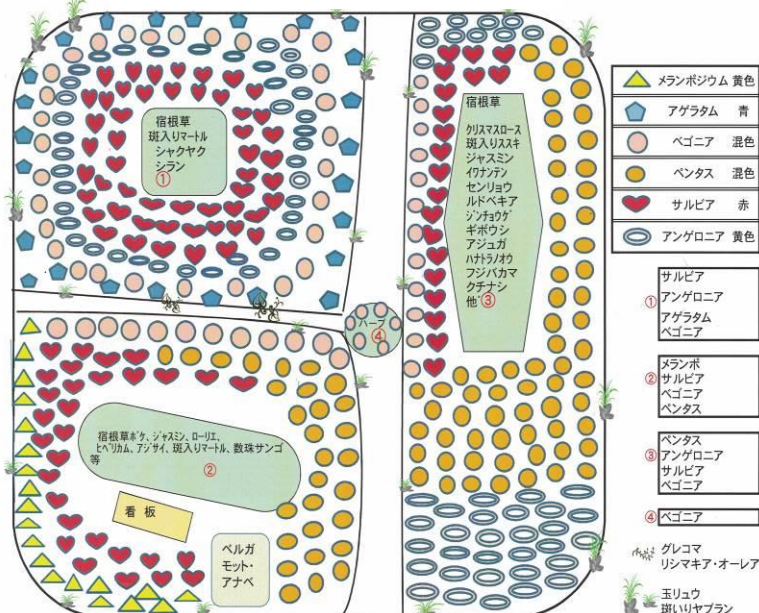 宿根草
斑入りマートル
シャクヤク
シラン
①
宿根草
クリスマスロース
斑入りススキ
ジャスミン
イワナンテン
センリョウ
ルドベキア
ジンチョウゲ
ギボウシ
アジュガ
ハナトラノオ
フジバカマ
クチナシ
他 ③
ハーブ
④
宿根草ボケ、ジャスミン、ローリエ、
ヒペリカム、アジサイ、斑入りマートル、数珠サンゴ
等
②
看板
ベルガ
モット・
アナベ
メランポジウム 黄色
アゲラタム 青
ベゴニア 混色
ペンタス 混色
サルビア 赤
アンゲロニア 黄色
①
サルビア
アンゲロニア
アゲラタム
ベゴニア
②
メランポ
サルビア
ベゴニア
ペンタス
③
ペンタス
アンゲロニア
サルビア
ベゴニア
④ ベゴニア
グレコマ
リシマキア・オーレア
玉リュウ
斑いりヤブラン